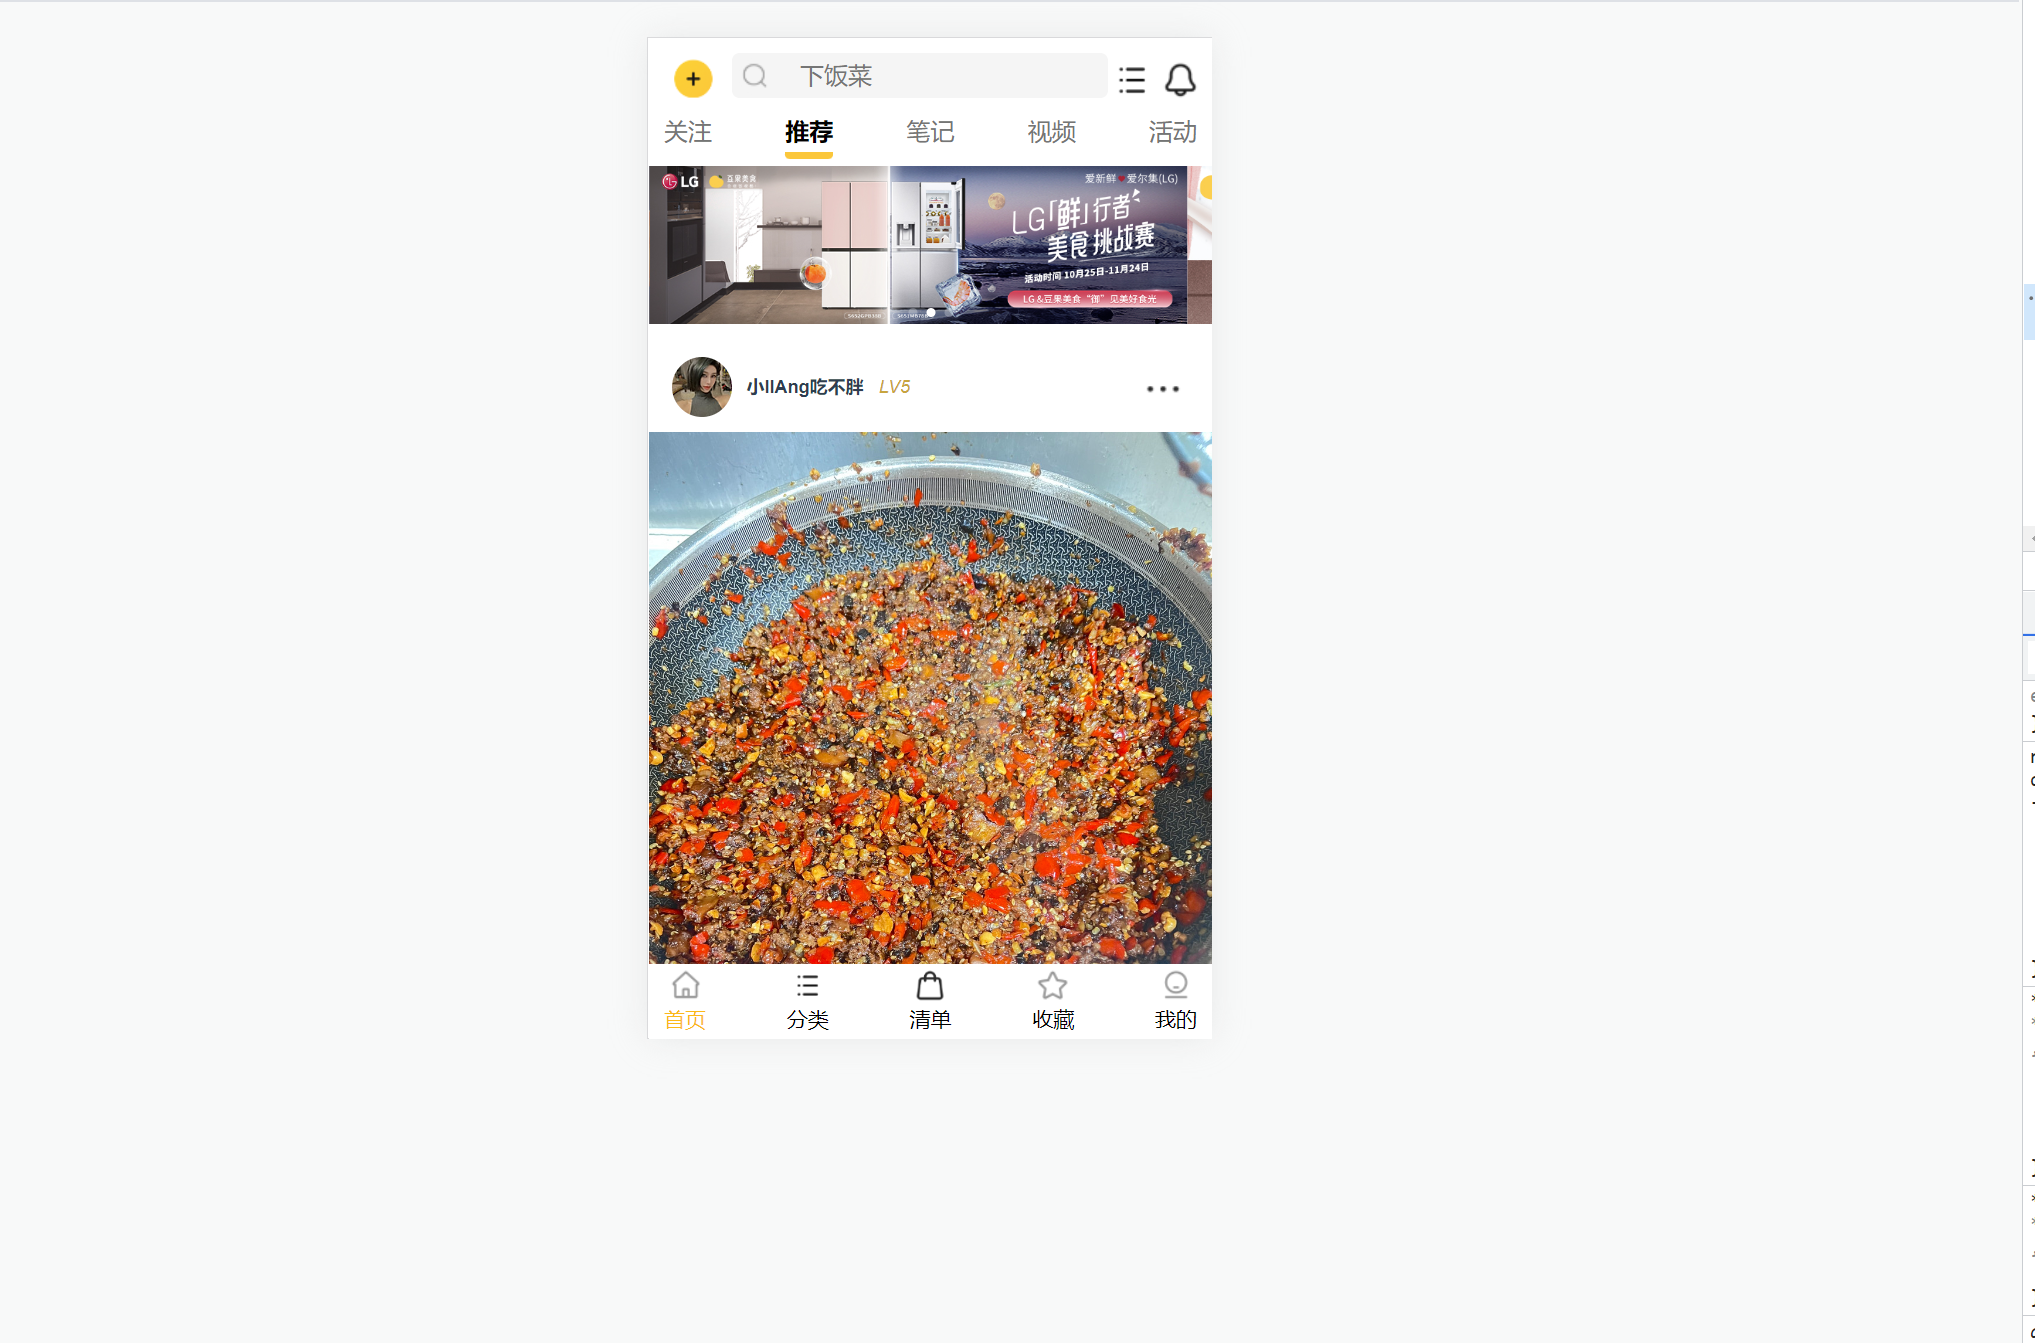 下饭菜
关注 推荐 笔记 视频 活动
LG 豆果美食
爱新鲜❤爱尔集(LG)
LG「鲜」行者
美食 挑战赛
活动时间 10月25日-11月24日
LG &豆果美食 “御” 见美好食光
小llAng吃不胖 LV5
首页 分类 清单 收藏 我的